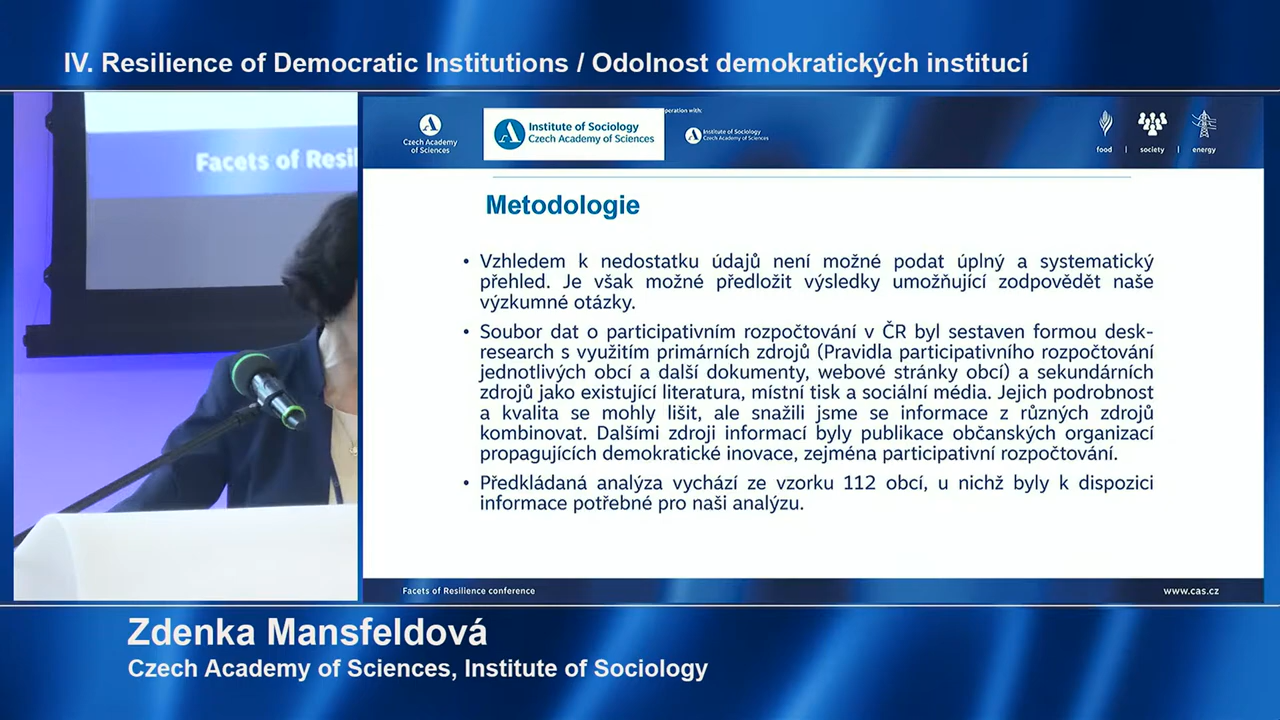 IV. Resilience of Democratic Institutions / Odolnost demokratických institucí
Facets of Resil
Czech Academy
of Sciences
Institute of Sociology
Czech Academy of Sciences
operation with:
Institute of Sociology
Czech Academy of Sciences
food | society | energy
Metodologie
• Vzhledem k nedostatku údajů není možné podat úplný a systematický
přehled. Je však možné předložit výsledky umožňující zodpovědět naše
výzkumné otázky.
• Soubor dat o participativním rozpočtování v ČR byl sestaven formou desk-
research s využitím primárních zdrojů (Pravidla participativního rozpočtování
jednotlivých obcí a další dokumenty, webové stránky obcí) a sekundárních
zdrojů jako existující literatura, místní tisk a sociální média. Jejich podrobnost
a kvalita se mohly lišit, ale snažili jsme se informace z různých zdrojů
kombinovat. Dalšími zdroji informací byly publikace občanských organizací
propagujících demokratické inovace, zejména participativní rozpočtování.
• Předkládaná analýza vychází ze vzorku 112 obcí, u nichž byly k dispozici
informace potřebné pro naši analýzu.
Facets of Resilience conference
www.cas.cz
Zdenka Mansfeldová
Czech Academy of Sciences, Institute of Sociology